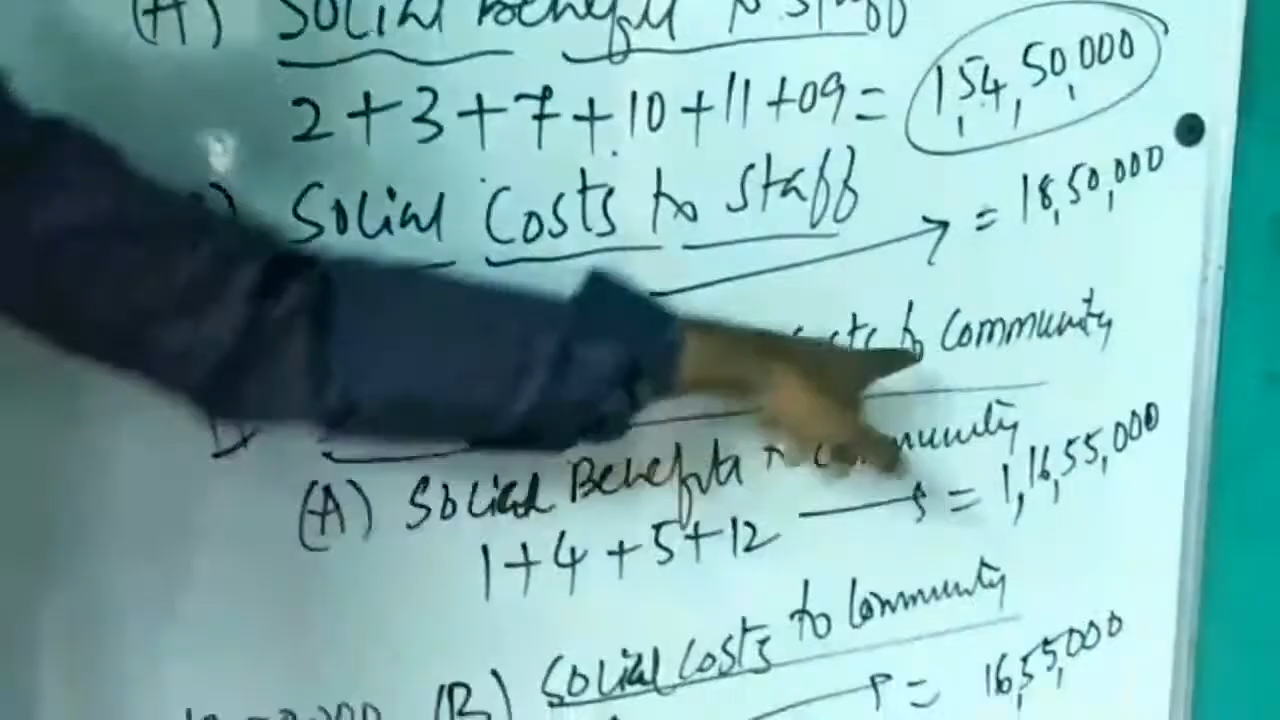 (A) Social Benefit to staff
2+3+7+10+11+09= 1,54,50,000
Social Costs to staff
= 18,50,000
to Community
(A) Social Benefits
1+4+5+12 = 1,16,55,000
(B) Social Costs to Community
= 16,55,000